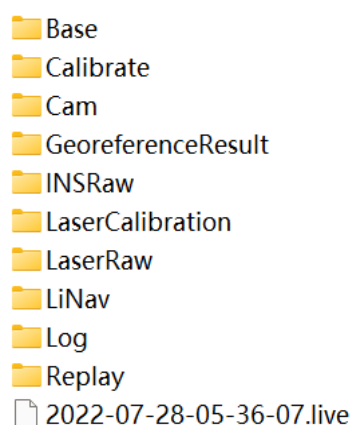 Base
Calibrate
Cam
GeoreferenceResult
INSRaw
LaserCalibration
LaserRaw
LiNav
Log
Replay
2022-07-28-05-36-07.live